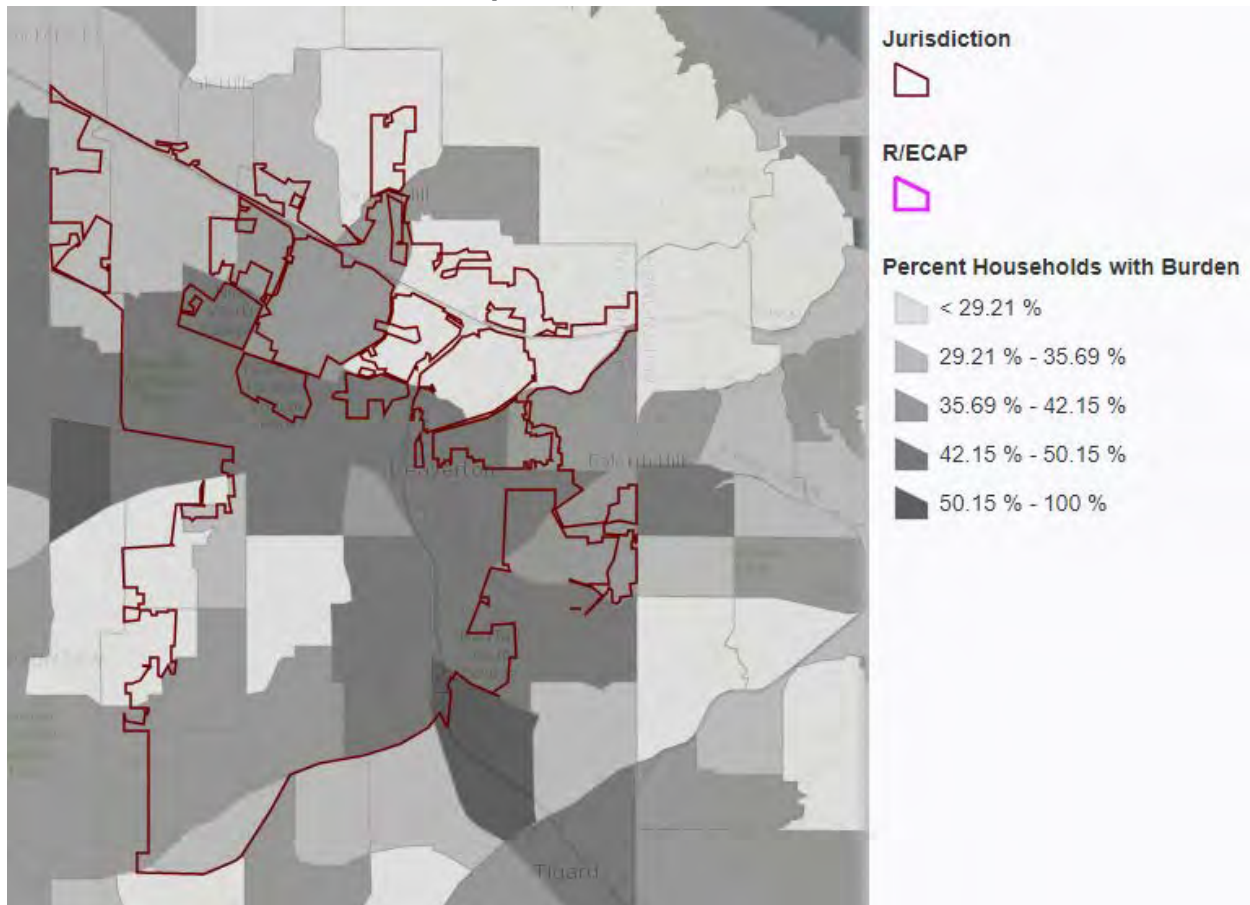 Jurisdiction
R/ECAP
Percent Households with Burden
< 29.21 %
29.21 % - 35.69 %
35.69 % - 42.15 %
42.15 % - 50.15 %
50.15 % - 100 %
Beaverton
Tigard